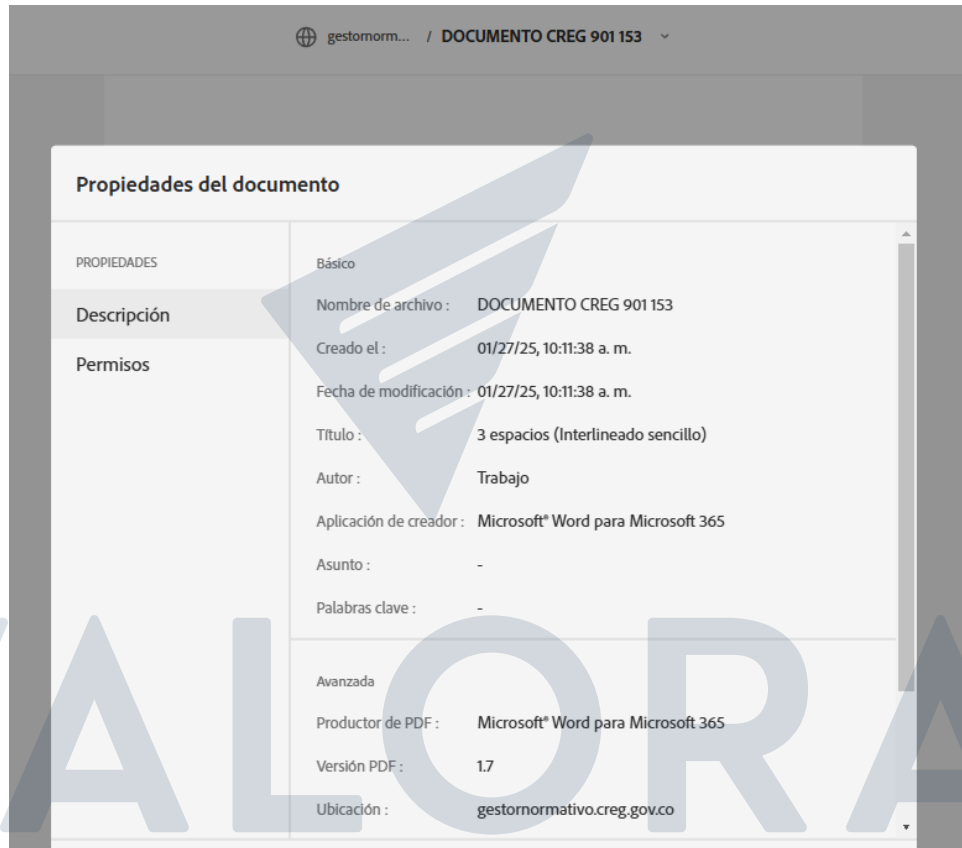 gestornorm... / DOCUMENTO CREG 901 153
Propiedades del documento
PROPIEDADES
Descripción
Permisos
Básico
Nombre de archivo : DOCUMENTO CREG 901 153
Creado el : 01/27/25, 10:11:38 a. m.
Fecha de modificación : 01/27/25, 10:11:38 a. m.
Título : 3 espacios (Interlineado sencillo)
Autor : Trabajo
Aplicación de creador : Microsoft® Word para Microsoft 365
Asunto : -
Palabras clave : -
Avanzada
Productor de PDF : Microsoft® Word para Microsoft 365
Versión PDF : 1.7
Ubicación : gestornormativo.creg.gov.co
VALORA